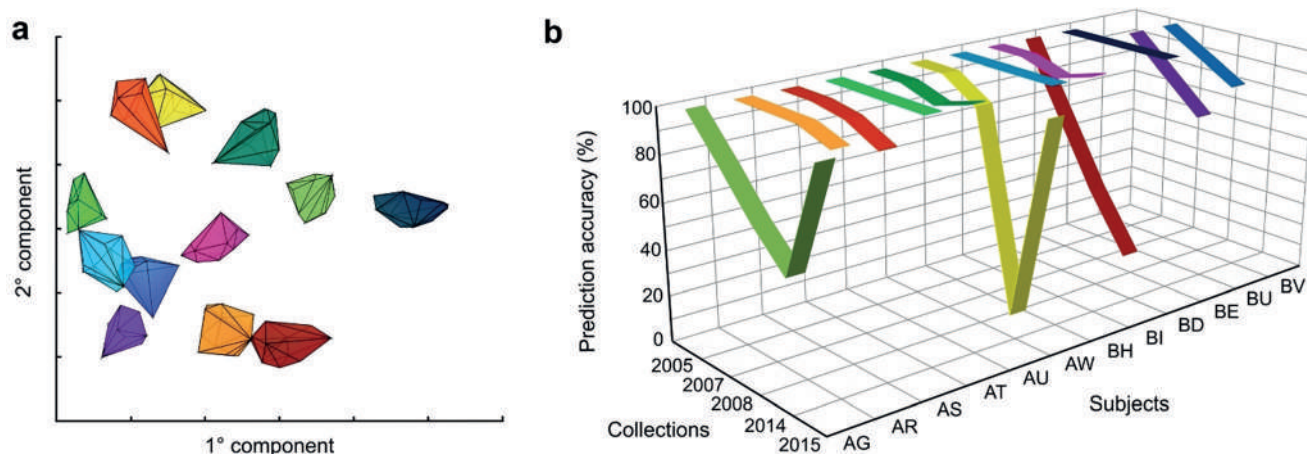 a
2° component
1° component
b
Prediction accuracy (%)
100
80
60
40
20
0
2005
2007
2008
2014
2015
Collections
AG
AR
AS
AT
AU
AW
BH
BI
BD
BE
BU
BV
Subjects